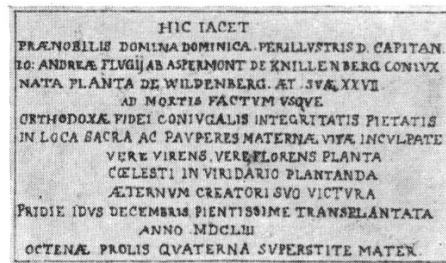 HIC IACET
PRÆNOBILIS DOMINA DOMINICA. PERILLVSTRIS D. CAPITAN.
IO: ANDREÆ FLVGIJ AB ASPERMONT DE KNILLENBERG CONIVX
NATA PLANTA DE WILDENBERG. ÆT. SVÆ XXVII
AD MORTIS FACTVM VSQVE
ORTHODOXÆ FIDEI CONIVGALIS INTEGRITATIS PIETATIS
IN LOCA SACRA AC PAVPERES MATERNÆ VITÆ INCVLPATE
VERE VIRENS, VERE FLORENS PLANTA
CŒLESTI IN VIRIDARIO PLANTANDA
ÆTERNVM CREATORI SVO VICTVRA
PRIDIE IDVS DECEMBRIS PIENTISSIME TRANSPLANTATA
ANNO MDCLIII
OCTENÆ PROLIS QVATERNA SUPERSTITE MATER.